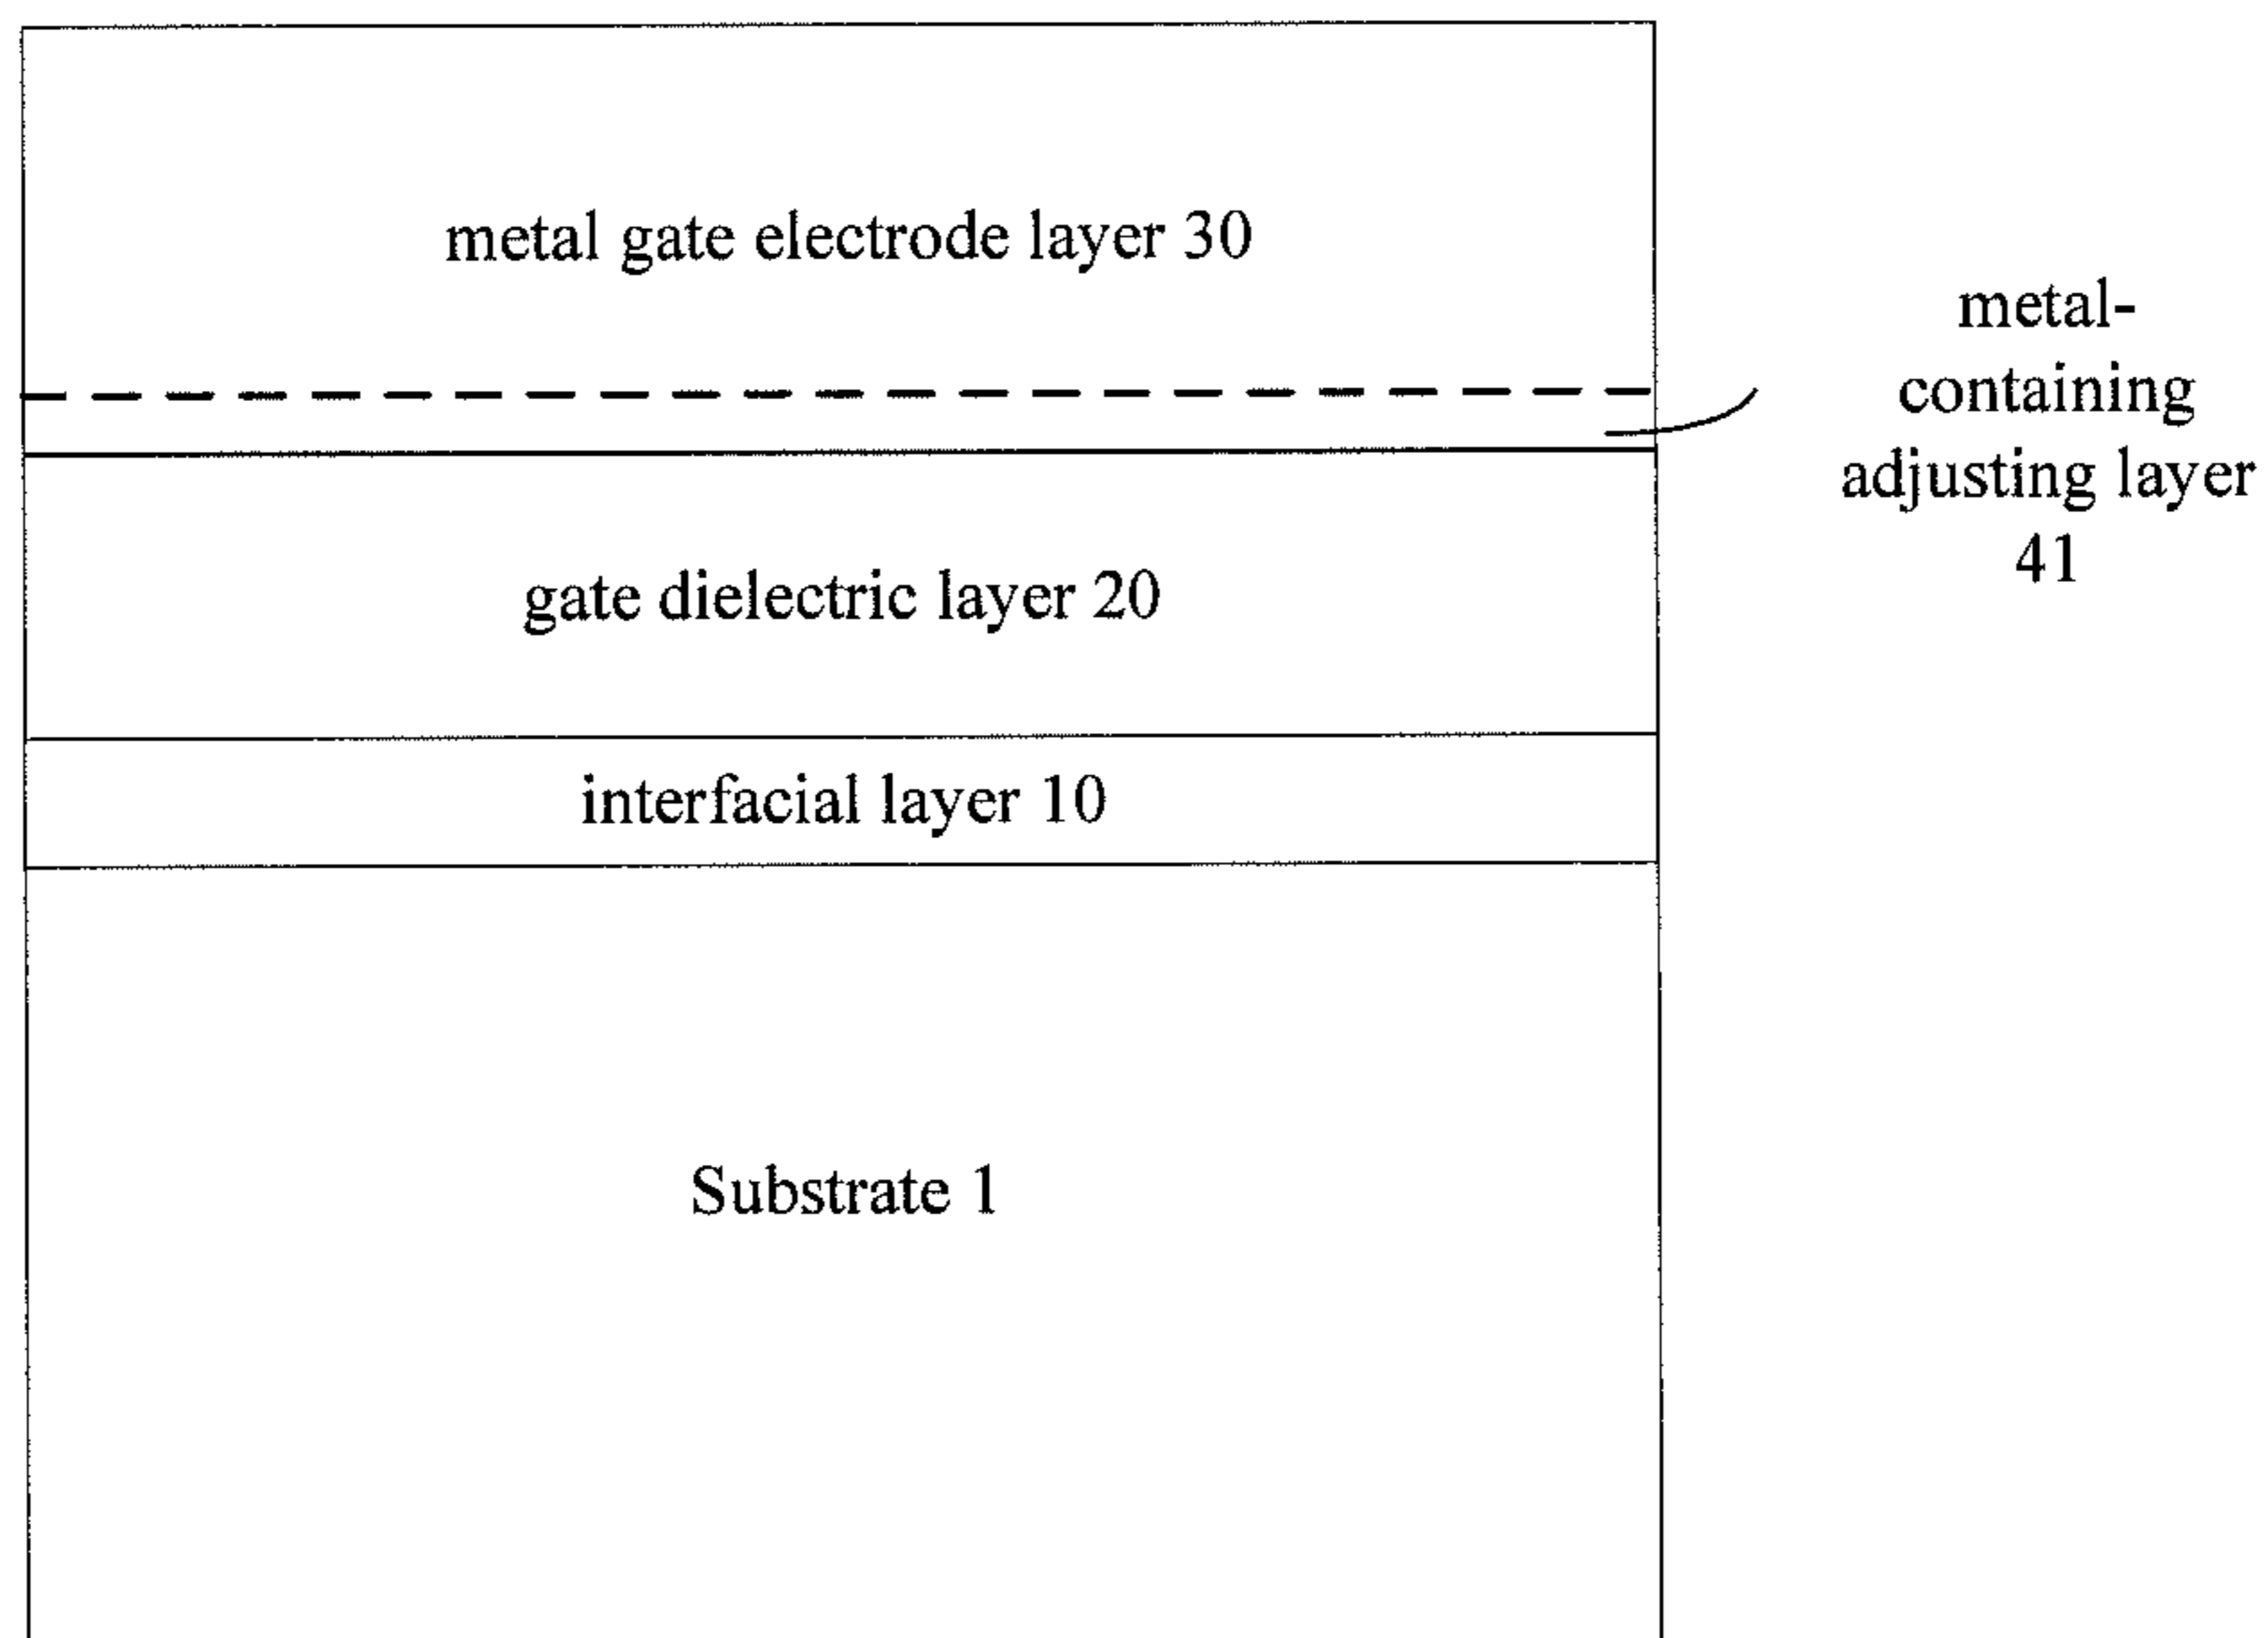 metal gate electrode layer 30
metal-
containing
adjusting layer
41
gate dielectric layer 20
interfacial layer 10
Substrate 1